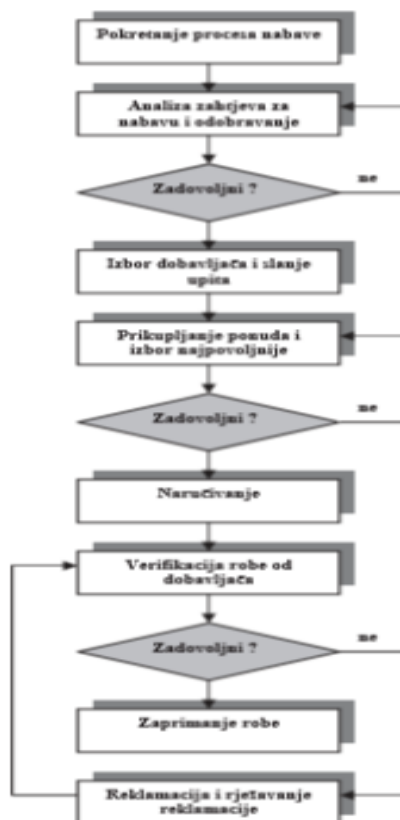 Pokretanje procesa nabave
Analiza zahtjeva za
nabavu i odobravanje
Zadovoljni ?
ne
Izbor dobavljača i slanje
upita
Prikupljanje ponuda i
izbor najpovoljnije
Zadovoljni ?
ne
Naručivanje
Verifikacija robe od
dobavljača
Zadovoljni ?
ne
Zaprimanje robe
Reklamacija i rješavanje
reklamacije